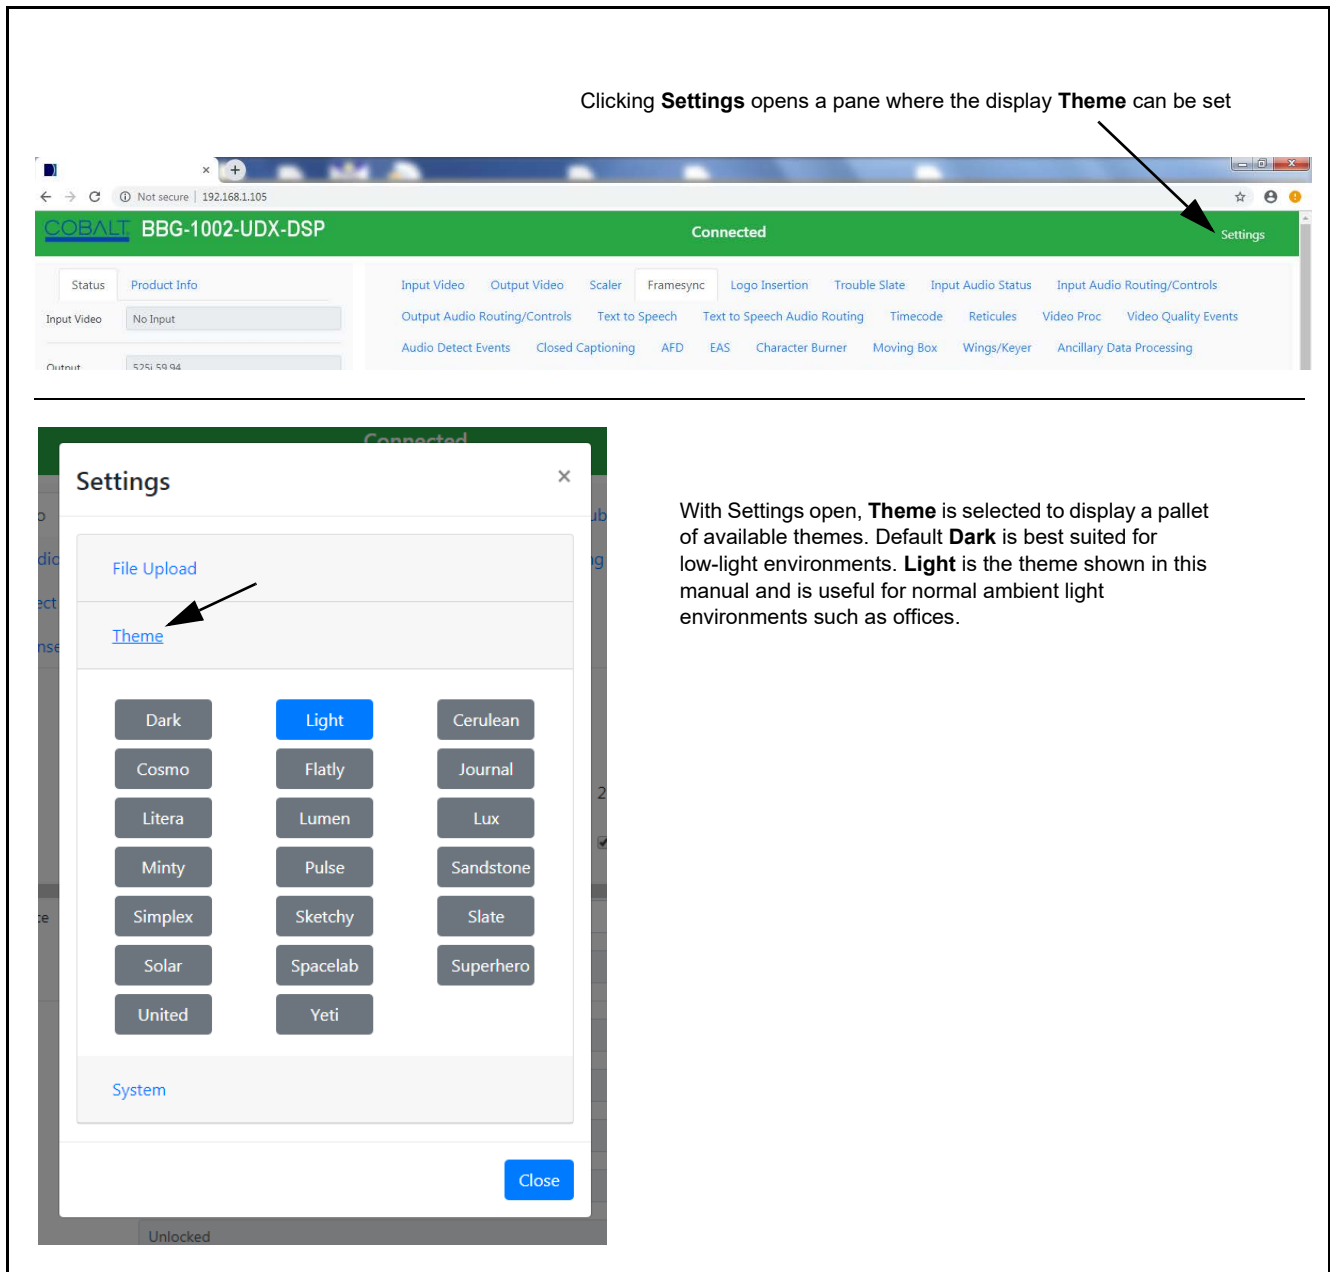 Clicking Settings opens a pane where the display Theme can be set
Not secure | 192.168.1.105
COBALT BBG-1002-UDX-DSP
Connected
Settings
Status Product Info
Input Video Output Video Scaler Framesync Logo Insertion Trouble Slate Input Audio Status Input Audio Routing/Controls
Input Video No Input
Output Audio Routing/Controls Text to Speech Text to Speech Audio Routing Timecode Reticules Video Proc Video Quality Events
Audio Detect Events Closed Captioning AFD EAS Character Burner Moving Box Wings/Keyer Ancillary Data Processing
Output 525i 59.94
Connected
Settings ×
With Settings open, Theme is selected to display a pallet
of available themes. Default Dark is best suited for
low-light environments. Light is the theme shown in this
manual and is useful for normal ambient light
environments such as offices.
File Upload
Theme
Dark Light Cerulean
Cosmo Flatly Journal
Litera Lumen Lux
Minty Pulse Sandstone
Simplex Sketchy Slate
Solar Spacelab Superhero
United Yeti
System
Close
Unlocked